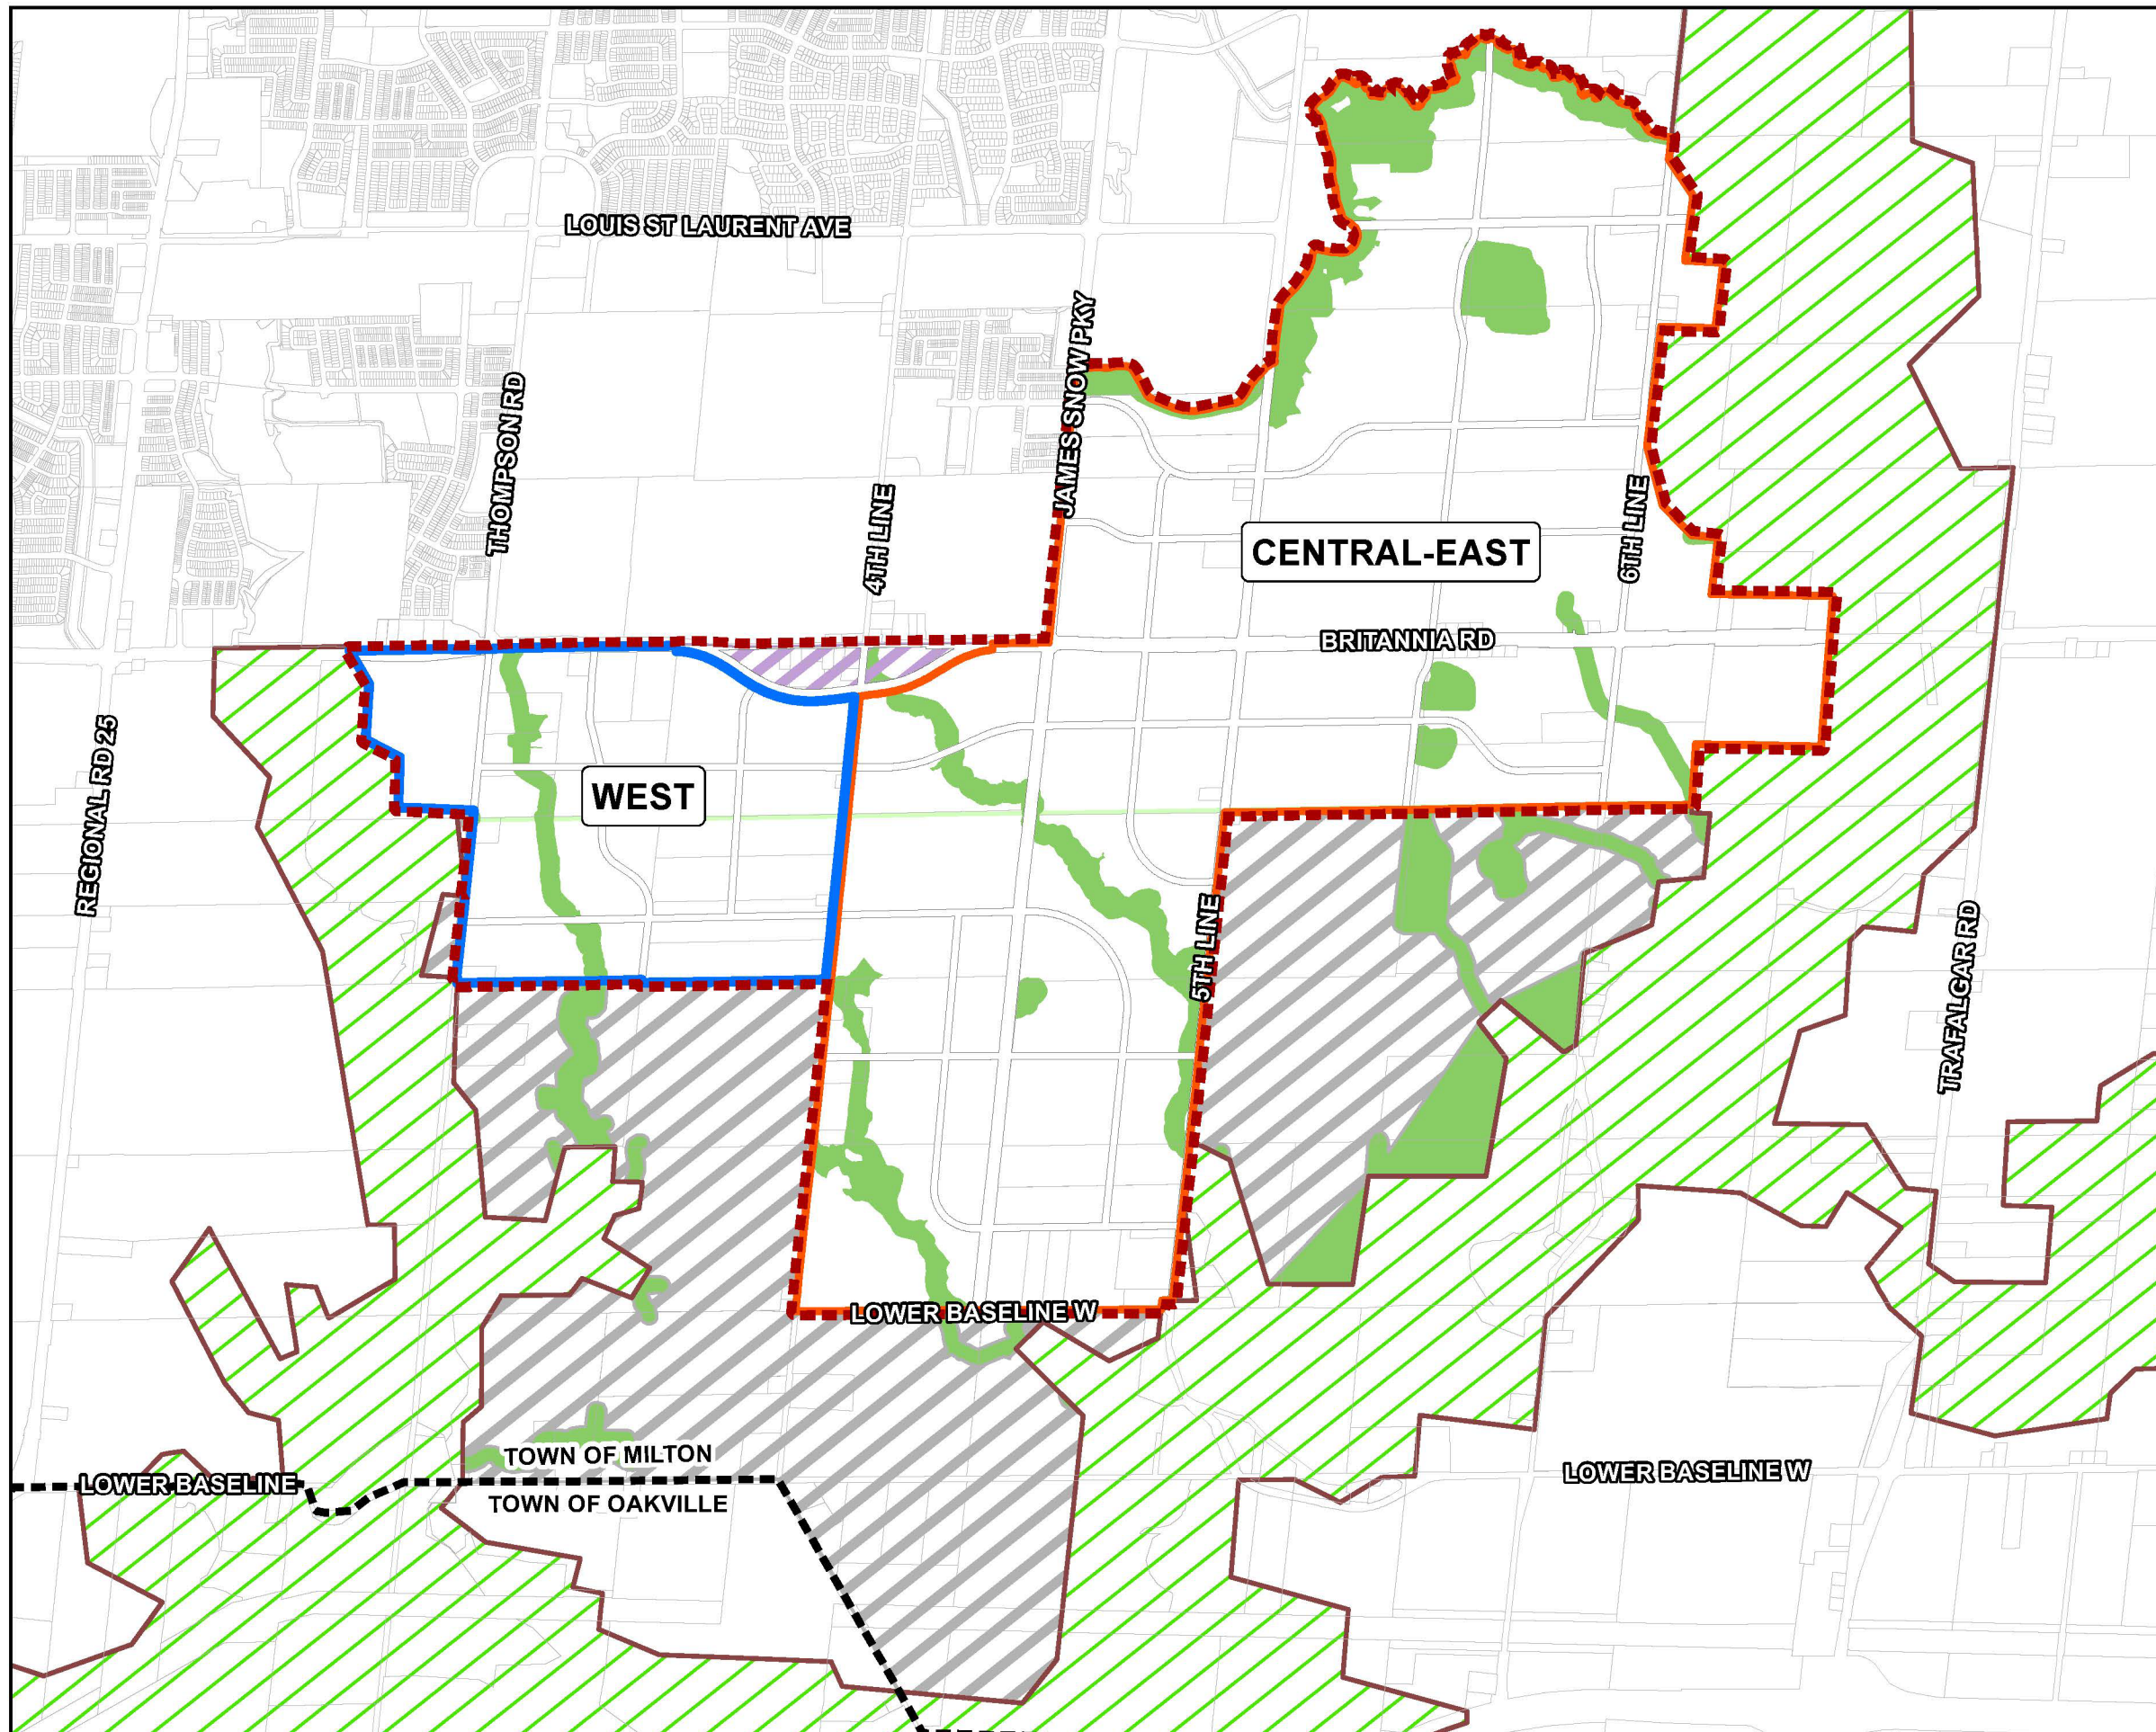 LOUIS ST LAURENT AVE
JAMES SNOW PKY
THOMPSON RD
4TH LINE
6TH LINE
CENTRAL-EAST
BRITANNIA RD
REGIONAL RD 25
WEST
5TH LINE
TRAFALGAR RD
LOWER BASELINE W
TOWN OF MILTON
LOWER BASELINE
TOWN OF OAKVILLE
LOWER BASELINE W